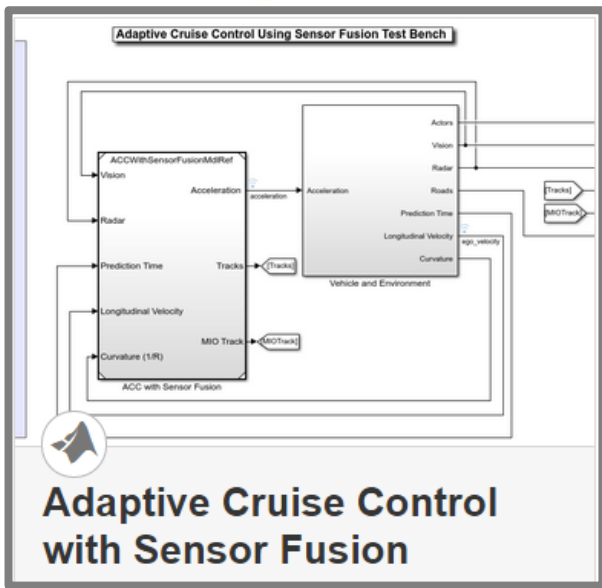 Adaptive Cruise Control Using Sensor Fusion Test Bench
ACCWithSensorFusionMdlRef
Vision
Radar
Prediction Time
Longitudinal Velocity
Curvature (1/R)
Acceleration
Tracks
MIO Track
ACC with Sensor Fusion
acceleration
[Tracks]
[MIOTrack]
Acceleration
Actors
Vision
Radar
Roads
Prediction Time
Longitudinal Velocity
Curvature
Vehicle and Environment
ego_velocity
[Tracks]
[MIOTrack]
Adaptive Cruise Control
with Sensor Fusion